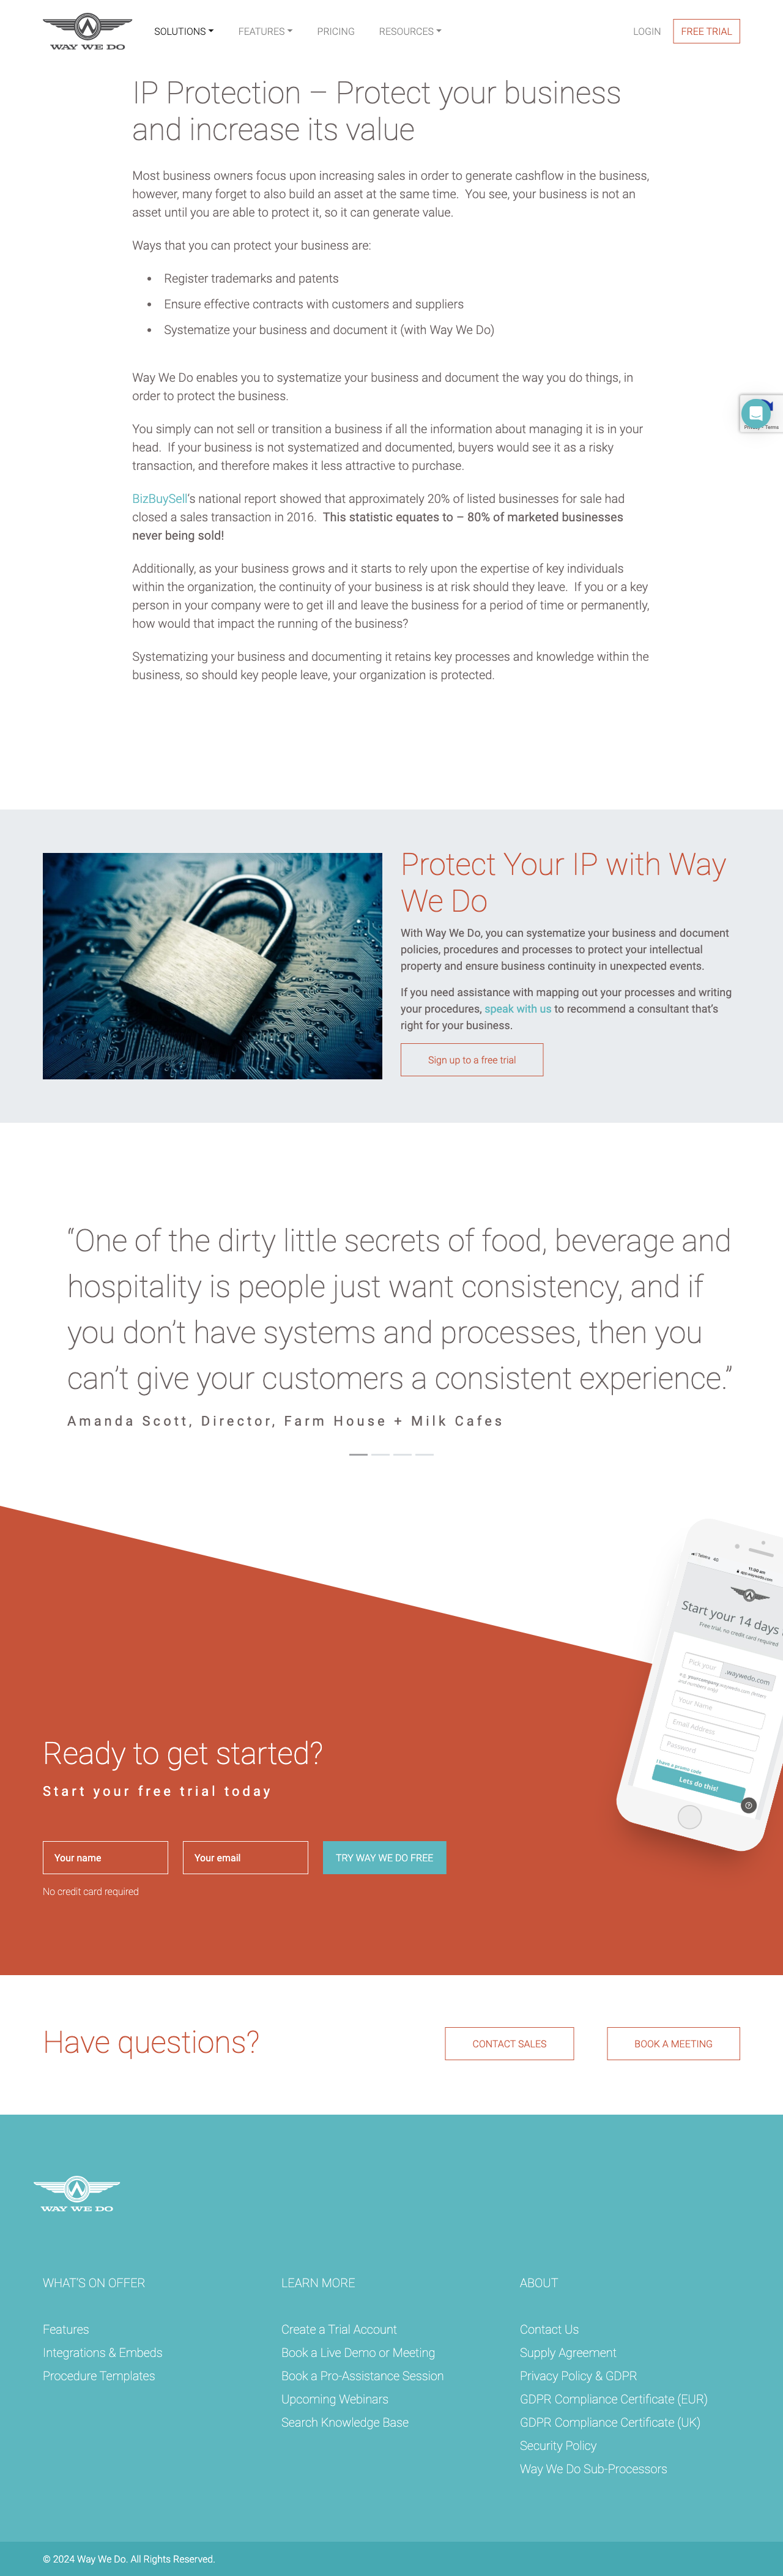 WAY WE DO
SOLUTIONS
FEATURES
PRICING
RESOURCES
LOGIN
FREE TRIAL
IP Protection – Protect your business
and increase its value
Most business owners focus upon increasing sales in order to generate cashflow in the business,
however, many forget to also build an asset at the same time.  You see, your business is not an
asset until you are able to protect it, so it can generate value.
Ways that you can protect your business are:
• Register trademarks and patents
• Ensure effective contracts with customers and suppliers
• Systematize your business and document it (with Way We Do)
Way We Do enables you to systematize your business and document the way you do things, in
order to protect the business.
Privacy - Terms
You simply can not sell or transition a business if all the information about managing it is in your
head.  If your business is not systematized and documented, buyers would see it as a risky
transaction, and therefore makes it less attractive to purchase.
BizBuySell's national report showed that approximately 20% of listed businesses for sale had
closed a sales transaction in 2016.  This statistic equates to – 80% of marketed businesses
never being sold!
Additionally, as your business grows and it starts to rely upon the expertise of key individuals
within the organization, the continuity of your business is at risk should they leave.  If you or a key
person in your company were to get ill and leave the business for a period of time or permanently,
how would that impact the running of the business?
Systematizing your business and documenting it retains key processes and knowledge within the
business, so should key people leave, your organization is protected.
Protect Your IP with Way
We Do
With Way We Do, you can systematize your business and document
policies, procedures and processes to protect your intellectual
property and ensure business continuity in unexpected events.
If you need assistance with mapping out your processes and writing
your procedures, speak with us to recommend a consultant that's
right for your business.
Sign up to a free trial
“One of the dirty little secrets of food, beverage and
hospitality is people just want consistency, and if
you don’t have systems and processes, then you
can’t give your customers a consistent experience.”
Amanda Scott, Director, Farm House + Milk Cafes
11:00 am
Start your 14 days
Free trial, no credit card required
Pick your
.waywedo.com
Your Name
Email Address
Password
I have a promo code
Lets do this!
Ready to get started?
Start your free trial today
Your name
Your email
TRY WAY WE DO FREE
No credit card required
Have questions?
CONTACT SALES
BOOK A MEETING
WAY WE DO
WHAT'S ON OFFER
Features
Integrations & Embeds
Procedure Templates
LEARN MORE
Create a Trial Account
Book a Live Demo or Meeting
Book a Pro-Assistance Session
Upcoming Webinars
Search Knowledge Base
ABOUT
Contact Us
Supply Agreement
Privacy Policy & GDPR
GDPR Compliance Certificate (EUR)
GDPR Compliance Certificate (UK)
Security Policy
Way We Do Sub-Processors
© 2024 Way We Do. All Rights Reserved.